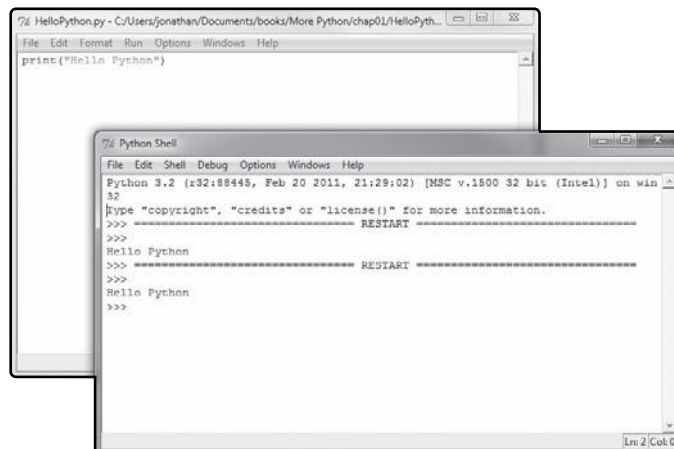 HelloPython.py - C:/Users/jonathan/Documents/books/More Python/chap01/HelloPyth...
File Edit Format Run Options Windows Help
print("Hello Python")
Python Shell
File Edit Shell Debug Options Windows Help
Python 3.2 (r32:88445, Feb 20 2011, 21:29:02) [MSC v.1500 32 bit (Intel)] on win
32
Type "copyright", "credits" or "license()" for more information.
>>> ================================ RESTART ================================
>>>
Hello Python
>>> ================================ RESTART ================================
>>>
Hello Python
>>>
Ln: 2 Col: 0